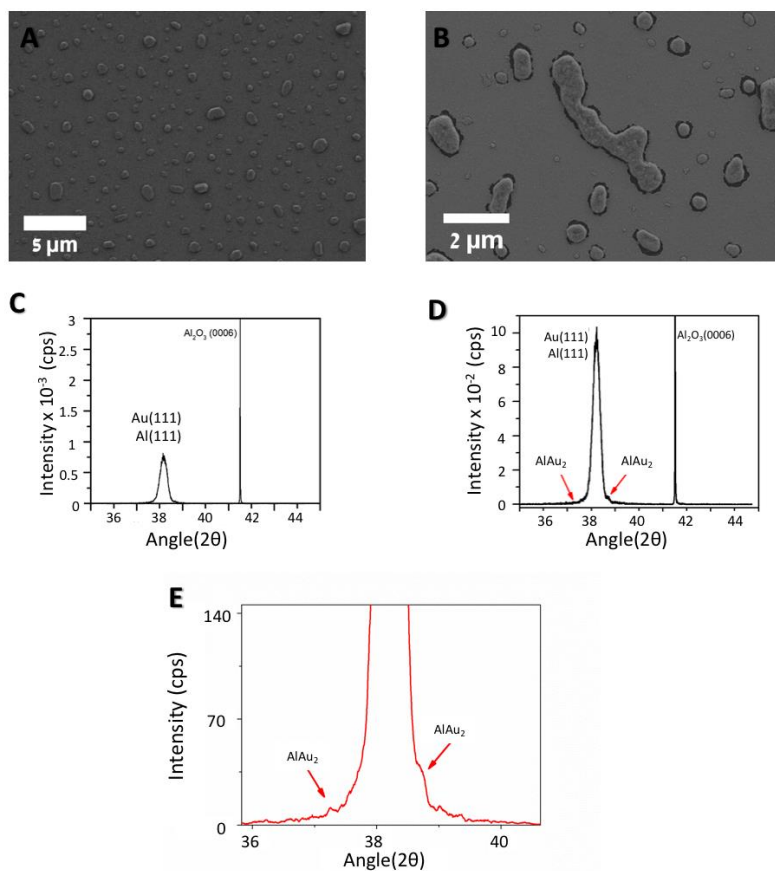 A
5 µm
B
2 µm
C
Intensity x 10⁻³ (cps)
3
2.5
2
1.5
1
0.5
0
Au(111)
Al(111)
Al₂O₃ (0006)
36 38 40 42 44
Angle(2θ)
D
Intensity x 10⁻² (cps)
10
8
6
4
2
0
Au(111)
Al(111)
Al₂O₃(0006)
AlAu₂
AlAu₂
36 38 40 42 44
Angle(2θ)
E
Intensity (cps)
140
70
0
AlAu₂
AlAu₂
36 38 40
Angle(2θ)